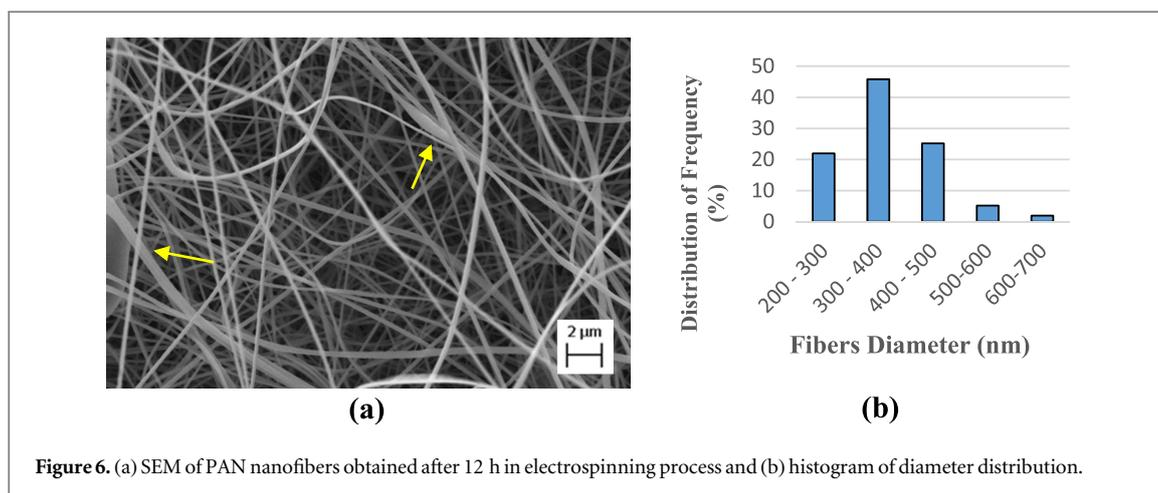 2 μm
(a)
Distribution of Frequency
(%)
50
40
30
20
10
0
200 - 300
300 - 400
400 - 500
500-600
600-700
Fibers Diameter (nm)
(b)
Figure 6. (a) SEM of PAN nanofibers obtained after 12 h in electrospinning process and (b) histogram of diameter distribution.